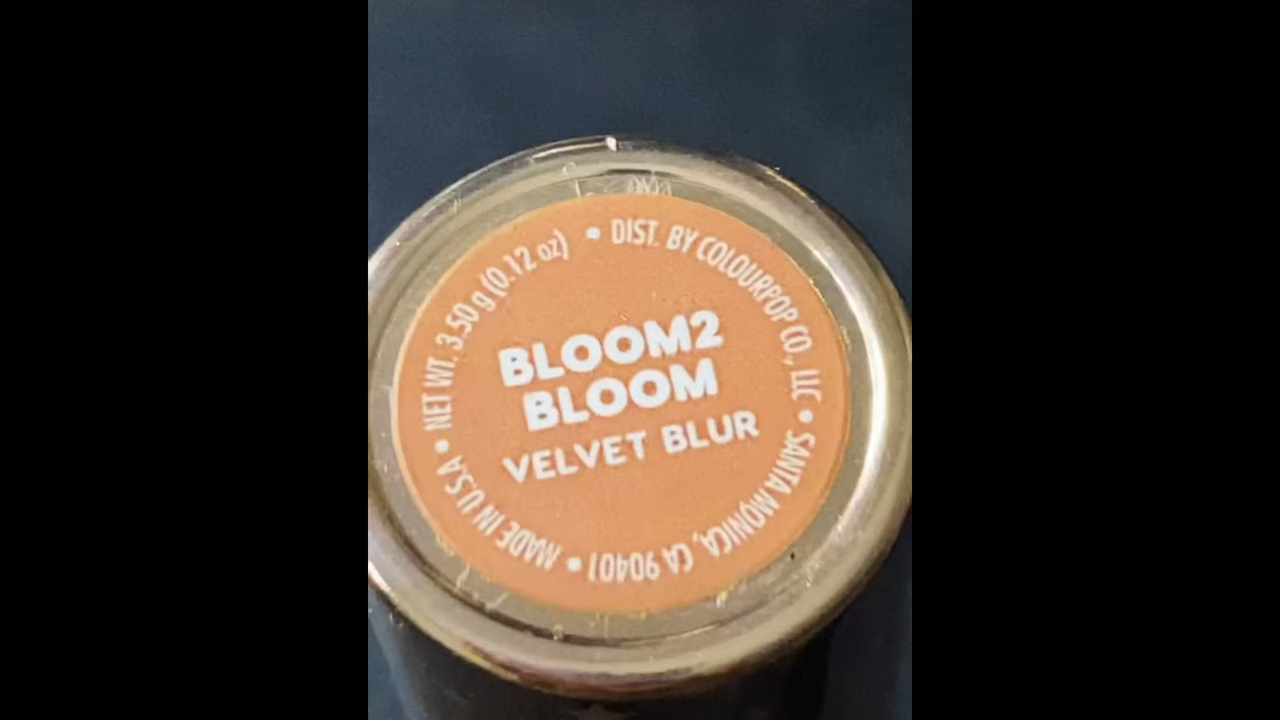 BLOOM2
BLOOM
VELVET BLUR
• DIST. BY COLOURPOP CO., LLC • SANTA MONICA, CA 90401 • MADE IN U.S.A • NET WT. 3.50 g (0.12 oz)